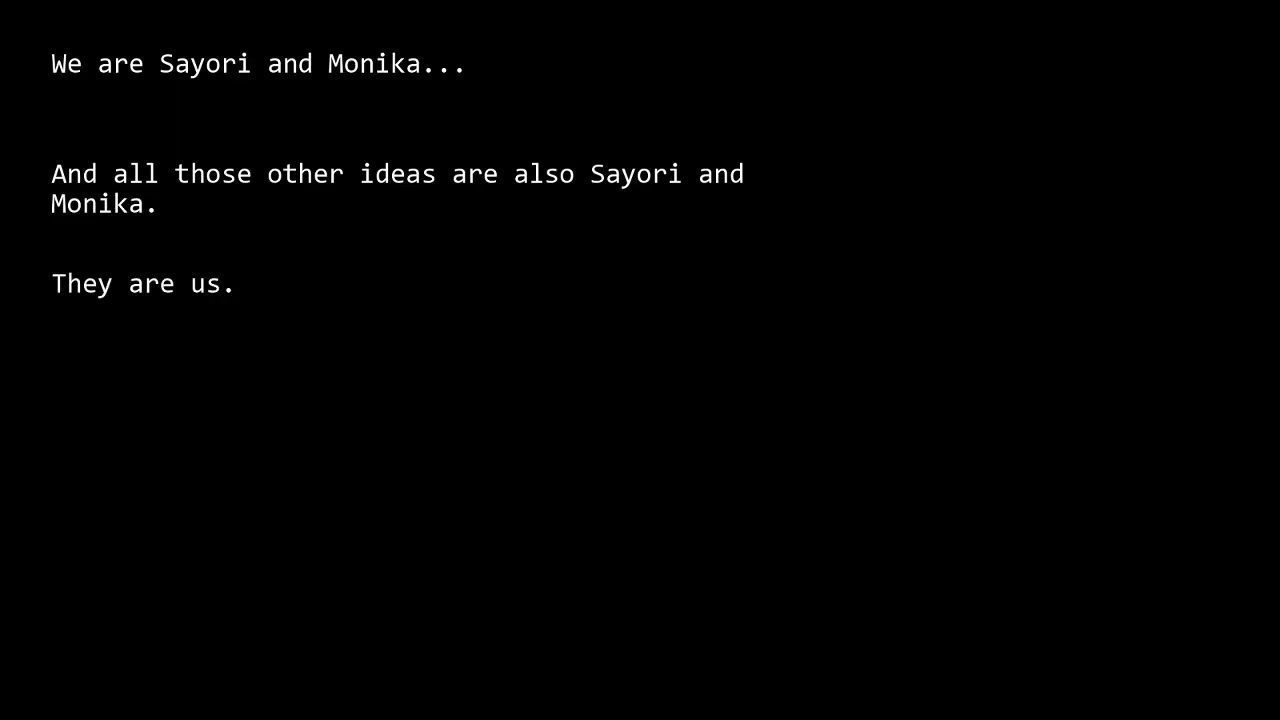 We are Sayori and Monika...
And all those other ideas are also Sayori and
Monika.
They are us.